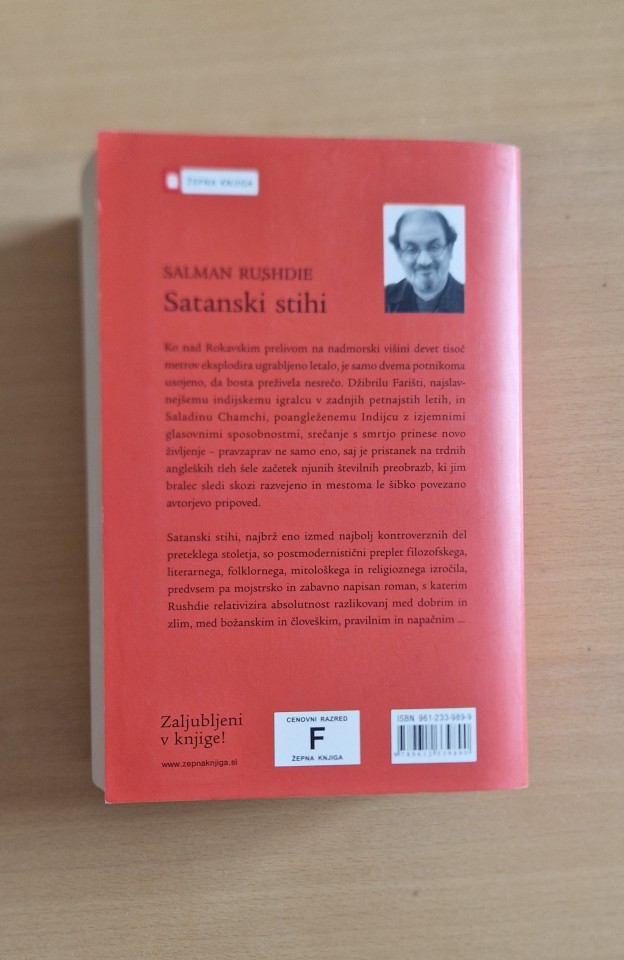 ŽEPNA KNJIGA
SALMAN RUSHDIE
Satanski stihi
Ko nad Rokavskim prelivom na nadmorski višini devet tisoč
metrov eksplodira ugrabljeno letalo, je samo dvema potnikoma
usojeno, da bosta preživela nesrečo. Džibrilu Farišti, najslav-
nejšemu indijskemu igralcu v zadnjih petnajstih letih, in
Saladinu Chamchi, poangleženemu Indijcu z izjemnimi
glasovnimi sposobnostmi, srečanje s smrtjo prinese novo
življenje – pravzaprav ne samo eno, saj je pristanek na trdnih
angleških tleh šele začetek njunih številnih preobrazb, ki jim
bralec sledi skozi razvejeno in mestoma le šibko povezano
avtorjevo pripoved.
Satanski stihi, najbrž eno izmed najbolj kontroverznih del
preteklega stoletja, so postmodernistični preplet filozofskega,
literarnega, folklornega, mitološkega in religioznega izročila,
predvsem pa mojstrsko in zabavno napisan roman, s katerim
Rushdie relativizira absolutnost razlikovanj med dobrim in
zlim, med božanskim in človeškim, pravilnim in napačnim ...
Zaljubljeni
v knjige!
www.zepnaknjiga.si
CENOVNI RAZRED
F
ŽEPNA KNJIGA
ISBN 961-233-989-9